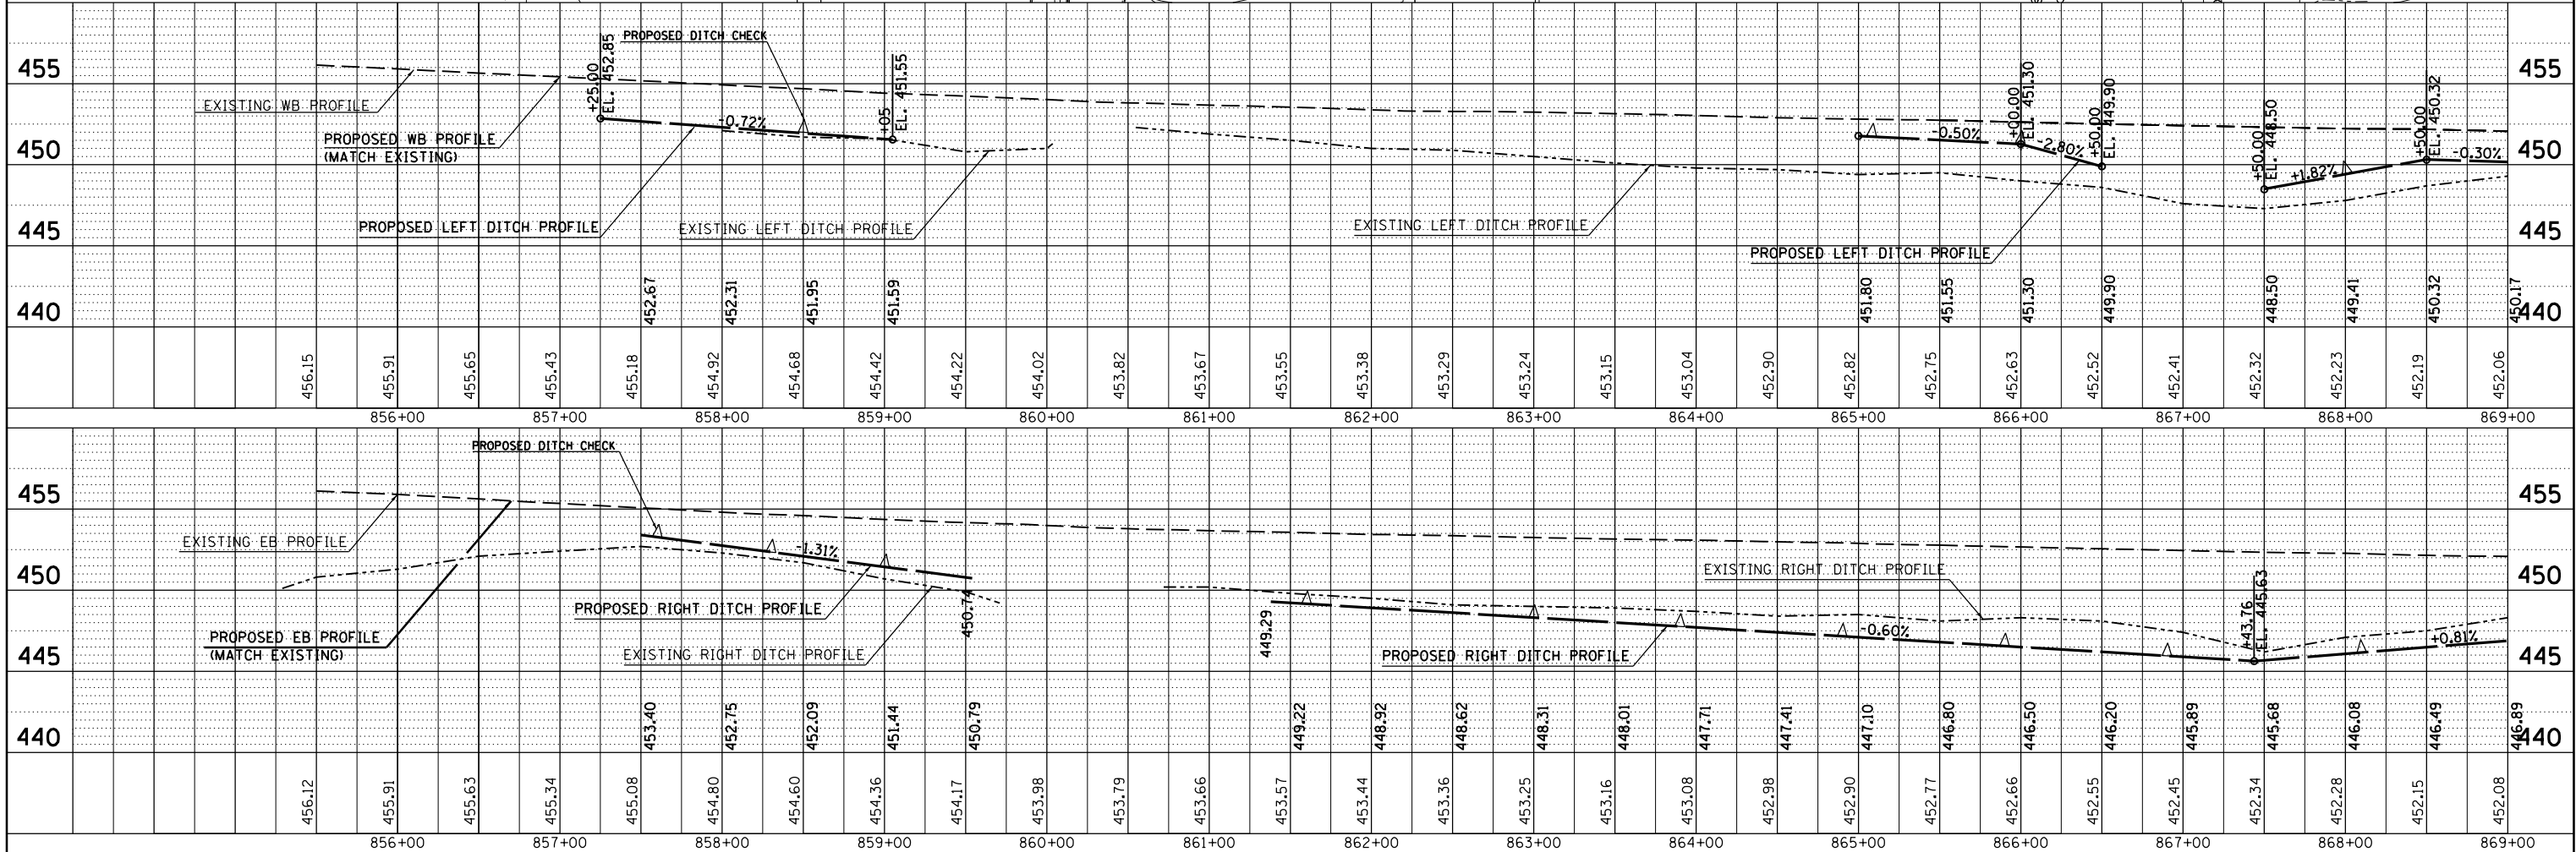 PROPOSED DITCH CHECK
+25.00
EL. 452.85
+05
EL. 451.55
+00.00
EL. 451.30
+50.00
EL. 449.90
+50.00
EL. 448.50
+50.00
EL. 450.32
455
455
EXISTING WB PROFILE
-0.72%
-0.50%
-2.80%
+1.82%
-0.30%
PROPOSED WB PROFILE
(MATCH EXISTING)
450
450
PROPOSED LEFT DITCH PROFILE
EXISTING LEFT DITCH PROFILE
EXISTING LEFT DITCH PROFILE
445
445
PROPOSED LEFT DITCH PROFILE
452.67 452.31 451.95 451.59 451.80 451.55 451.30 449.90 448.50 449.41 450.32 450.17
440
440
456.15 455.91 455.65 455.43 455.18 454.92 454.68 454.42 454.22 454.02 453.82 453.67 453.55 453.38 453.29 453.24 453.15 453.04 452.90 452.82 452.75 452.63 452.52 452.41 452.32 452.23 452.19 452.06
856+00 857+00 858+00 859+00 860+00 861+00 862+00 863+00 864+00 865+00 866+00 867+00 868+00 869+00
PROPOSED DITCH CHECK
455
455
EXISTING EB PROFILE
-1.31%
EXISTING RIGHT DITCH PROFILE
450
450
+43.76
EL. 445.63
PROPOSED RIGHT DITCH PROFILE
450.74
449.29
-0.60%
+0.81%
PROPOSED EB PROFILE
(MATCH EXISTING)
EXISTING RIGHT DITCH PROFILE
PROPOSED RIGHT DITCH PROFILE
445
445
453.40 452.75 452.09 451.44 450.79 449.22 448.92 448.62 448.31 448.01 447.71 447.41 447.10 446.80 446.50 446.20 445.89 445.68 446.08 446.49 446.89
440
440
456.12 455.91 455.63 455.34 455.08 454.80 454.60 454.36 454.17 453.98 453.79 453.66 453.57 453.44 453.36 453.25 453.16 453.08 452.98 452.90 452.77 452.66 452.55 452.45 452.34 452.28 452.15 452.08
856+00 857+00 858+00 859+00 860+00 861+00 862+00 863+00 864+00 865+00 866+00 867+00 868+00 869+00